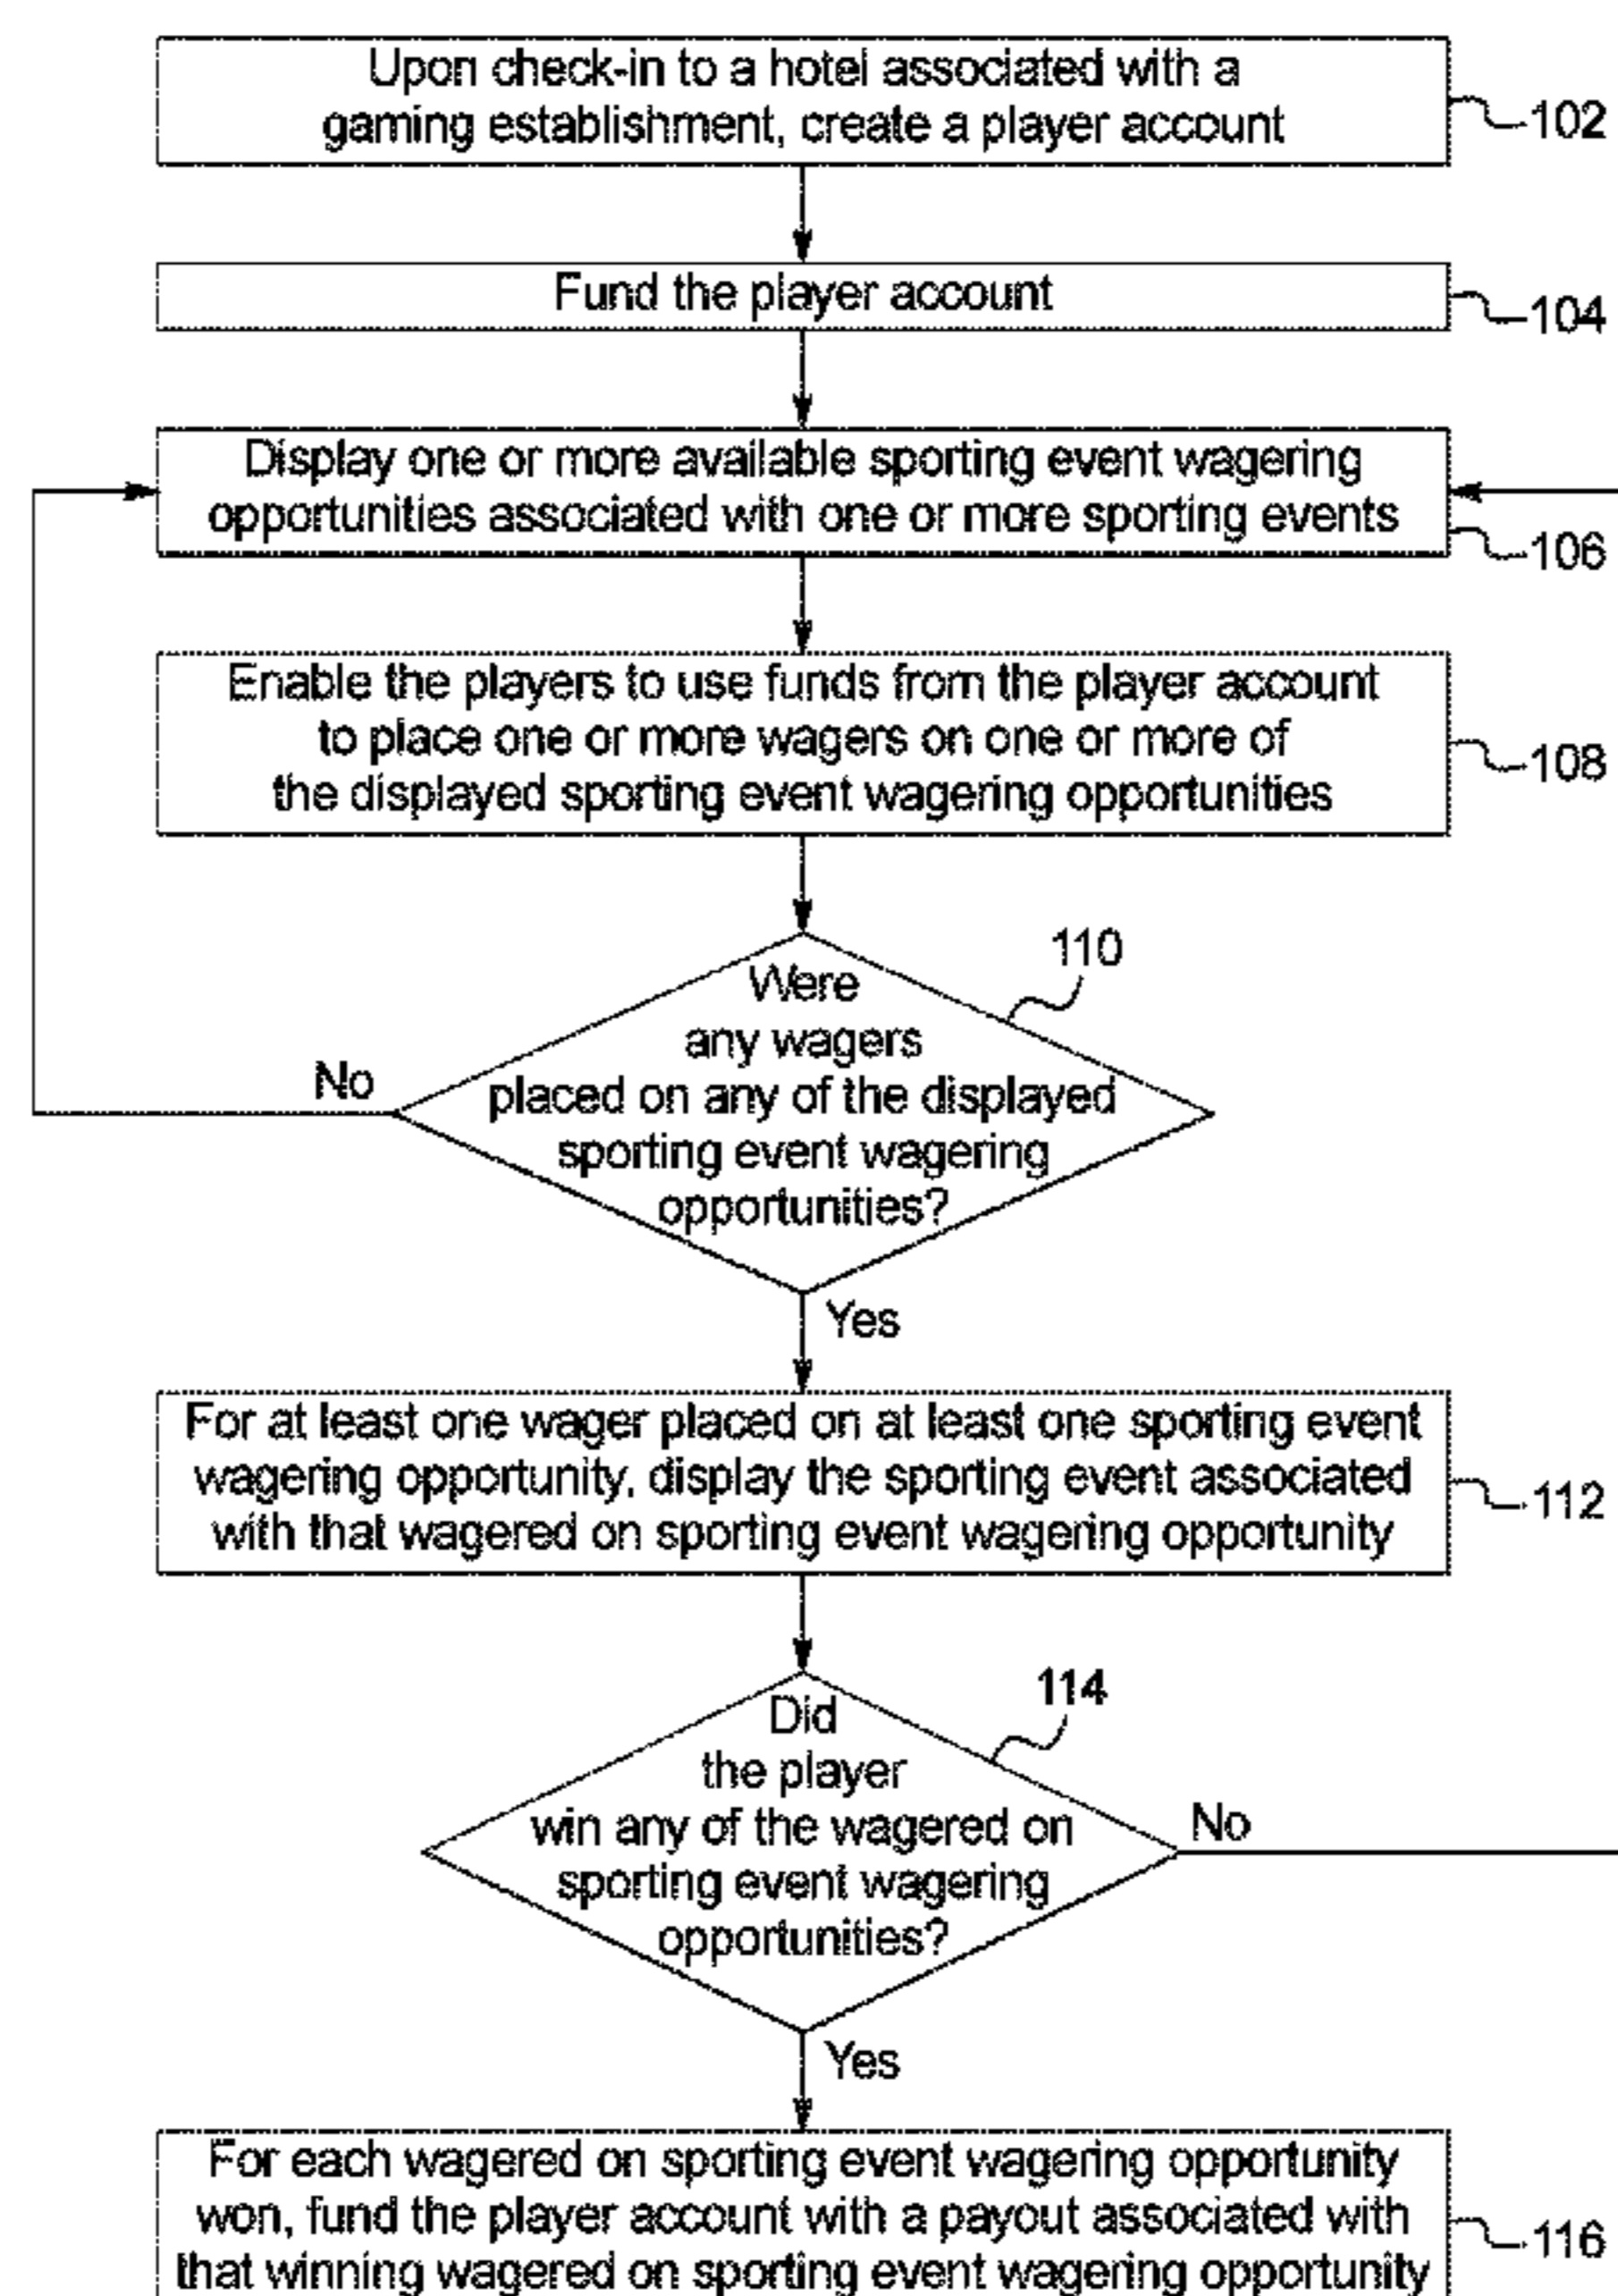 Upon check-in to a hotel associated with a
gaming establishment, create a player account
102
Fund the player account
104
Display one or more available sporting event wagering
opportunities associated with one or more sporting events
106
Enable the players to use funds from the player account
to place one or more wagers on one or more of
the displayed sporting event wagering opportunities
108
110
Were
any wagers
placed on any of the displayed
sporting event wagering
opportunities?
No
Yes
For at least one wager placed on at least one sporting event
wagering opportunity, display the sporting event associated
with that wagered on sporting event wagering opportunity
112
114
Did
the player
win any of the wagered on
sporting event wagering
opportunities?
No
Yes
For each wagered on sporting event wagering opportunity
won, fund the player account with a payout associated with
that winning wagered on sporting event wagering opportunity
116